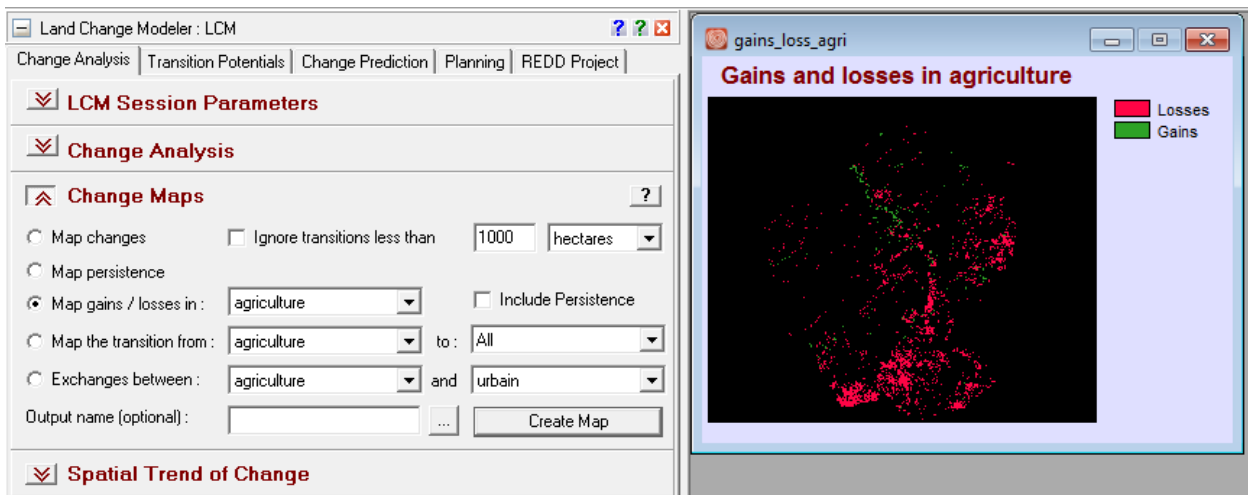 Land Change Modeler : LCM
? ?
Change Analysis Transition Potentials Change Prediction Planning REDD Project
LCM Session Parameters
Change Analysis
Change Maps ?
Map changes Ignore transitions less than 1000 hectares
Map persistence
Map gains / losses in : agriculture Include Persistence
Map the transition from : agriculture to : All
Exchanges between : agriculture and urbain
Output name (optional) : ... Create Map
Spatial Trend of Change
gains_loss_agri
Gains and losses in agriculture
Losses
Gains